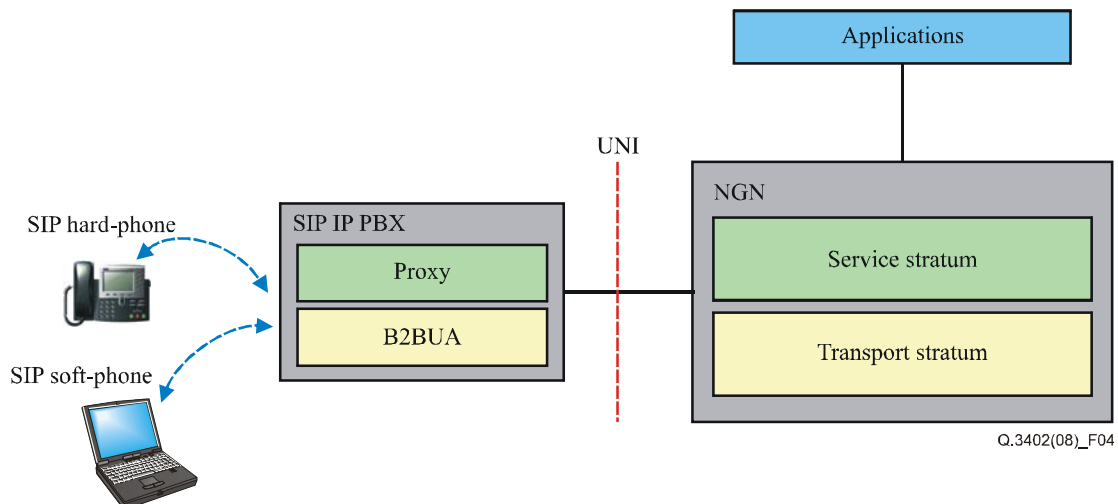 Applications
UNI
NGN
SIP hard-phone
SIP IP PBX
Proxy
Service stratum
B2BUA
Transport stratum
SIP soft-phone
Q.3402(08)_F04